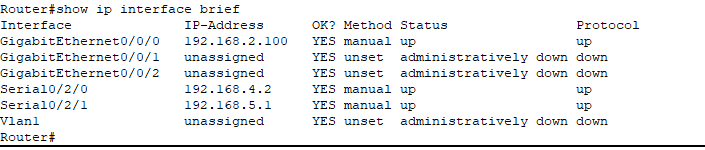 Router#show ip interface brief
Interface              IP-Address      OK? Method Status                Protocol
GigabitEthernet0/0/0   192.168.2.100   YES manual up                    up
GigabitEthernet0/0/1   unassigned      YES unset  administratively down down
GigabitEthernet0/0/2   unassigned      YES unset  administratively down down
Serial0/2/0            192.168.4.2     YES manual up                    up
Serial0/2/1            192.168.5.1     YES manual up                    up
Vlan1                  unassigned      YES unset  administratively down down
Router#